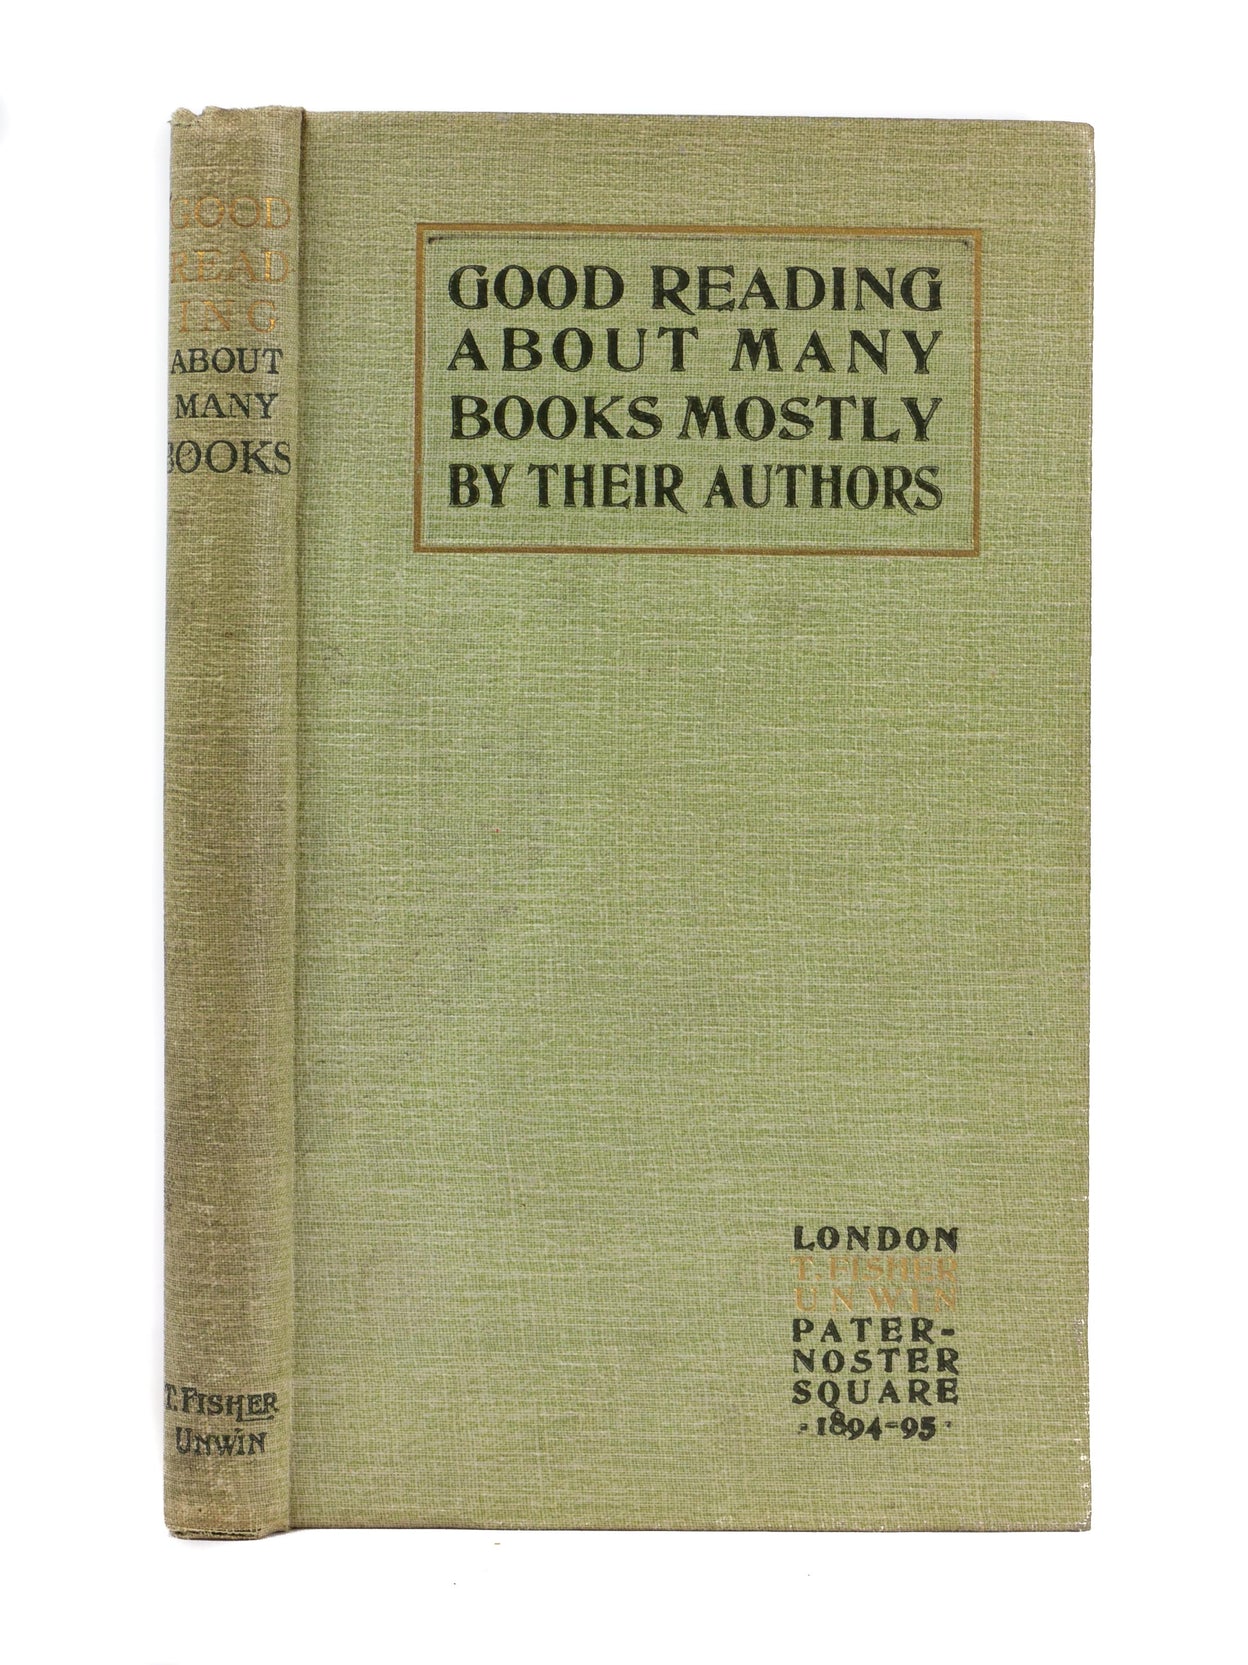 GOOD
READ
ING
ABOUT
MANY
BOOKS
T. FISHER
UNWIN
GOOD READING
ABOUT MANY
BOOKS MOSTLY
BY THEIR AUTHORS
LONDON
T. FISHER
UNWIN
PATER-
NOSTER
SQUARE
·1894-95·